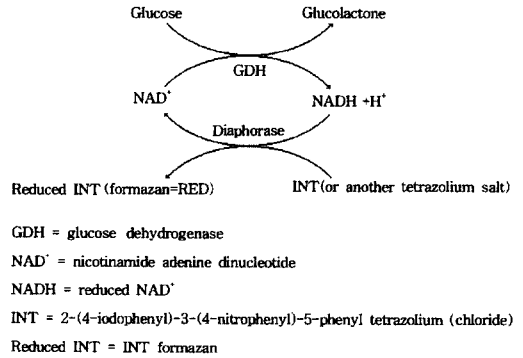 Glucose Glucolactone
GDH
NAD⁺ NADH +H⁺
Diaphorase
Reduced INT (formazan=RED) INT(or another tetrazolium salt)
GDH = glucose dehydrogenase
NAD⁺ = nicotinamide adenine dinucleotide
NADH = reduced NAD⁺
INT = 2-(4-iodophenyl)-3-(4-nitrophenyl)-5-phenyl tetrazolium (chloride)
Reduced INT = INT formazan